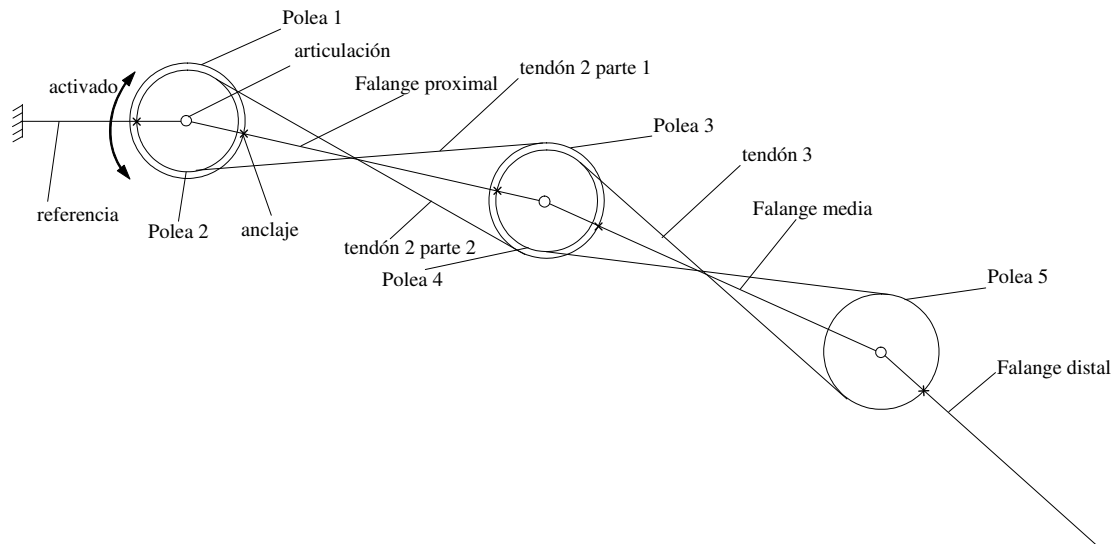 Polea 1
articulación
tendón 2 parte 1
activado
Falange proximal
Polea 3
tendón 3
referencia
Polea 2
anclaje
Falange media
tendón 2 parte 2
Polea 4
Polea 5
Falange distal